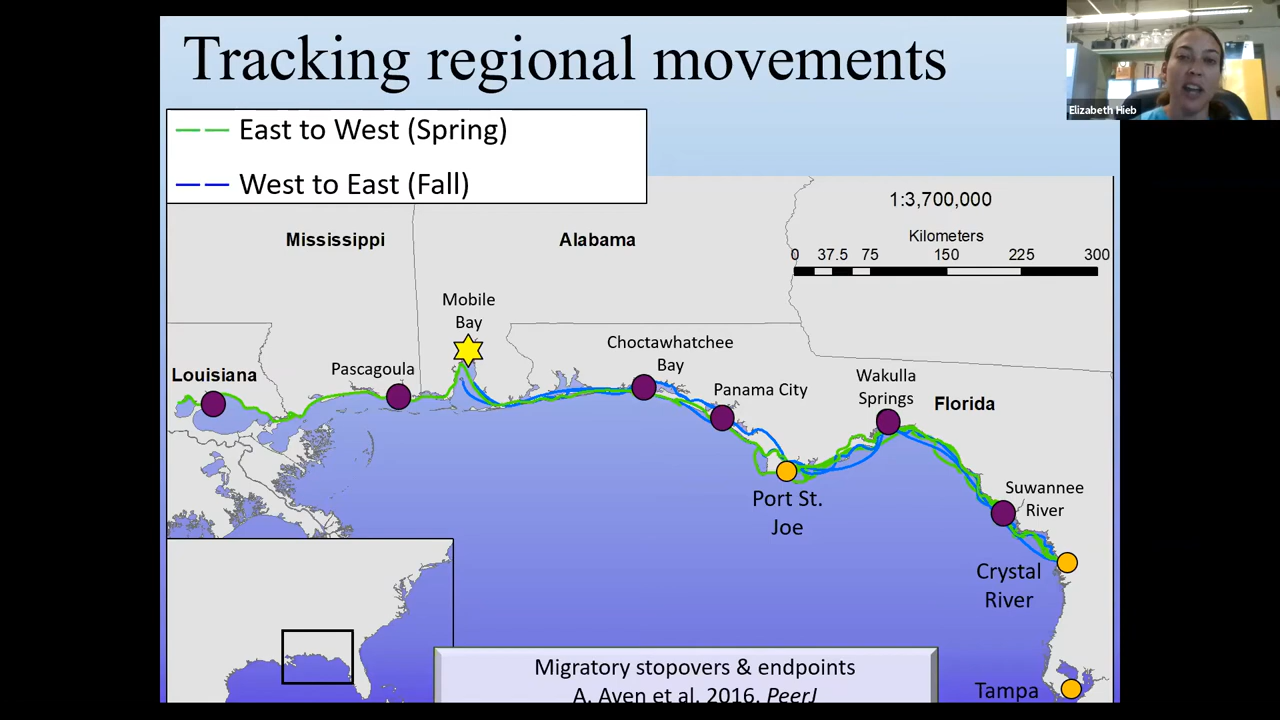 Tracking regional movements
Elizabeth Hieb
East to West (Spring)
West to East (Fall)
1:3,700,000
Kilometers
0 37.5 75 150 225 300
Mississippi
Alabama
Mobile
Bay
Choctawhatchee
Bay
Louisiana
Pascagoula
Panama City
Wakulla
Springs
Florida
Port St.
Joe
Suwannee
River
Crystal
River
Tampa
Migratory stopovers & endpoints
A. Aven et al. 2016. PeerJ